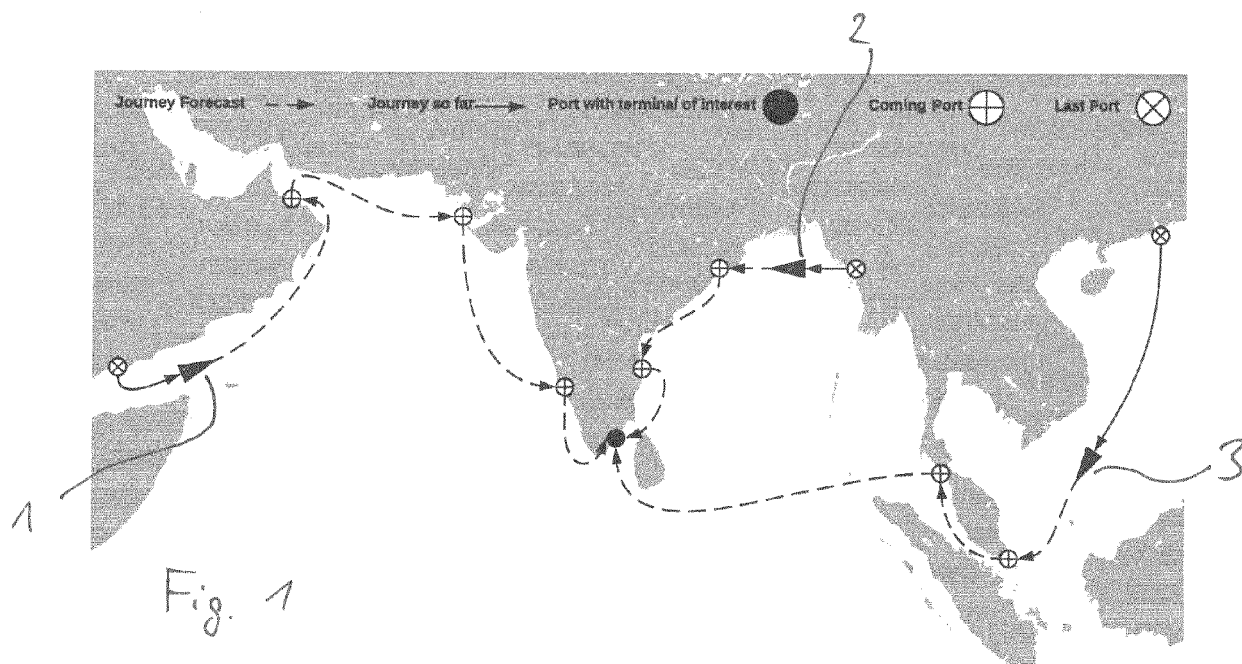 2
Journey Forecast Journey so far Port with terminal of interest Coming Port Last Port
3
1
Fig. 1